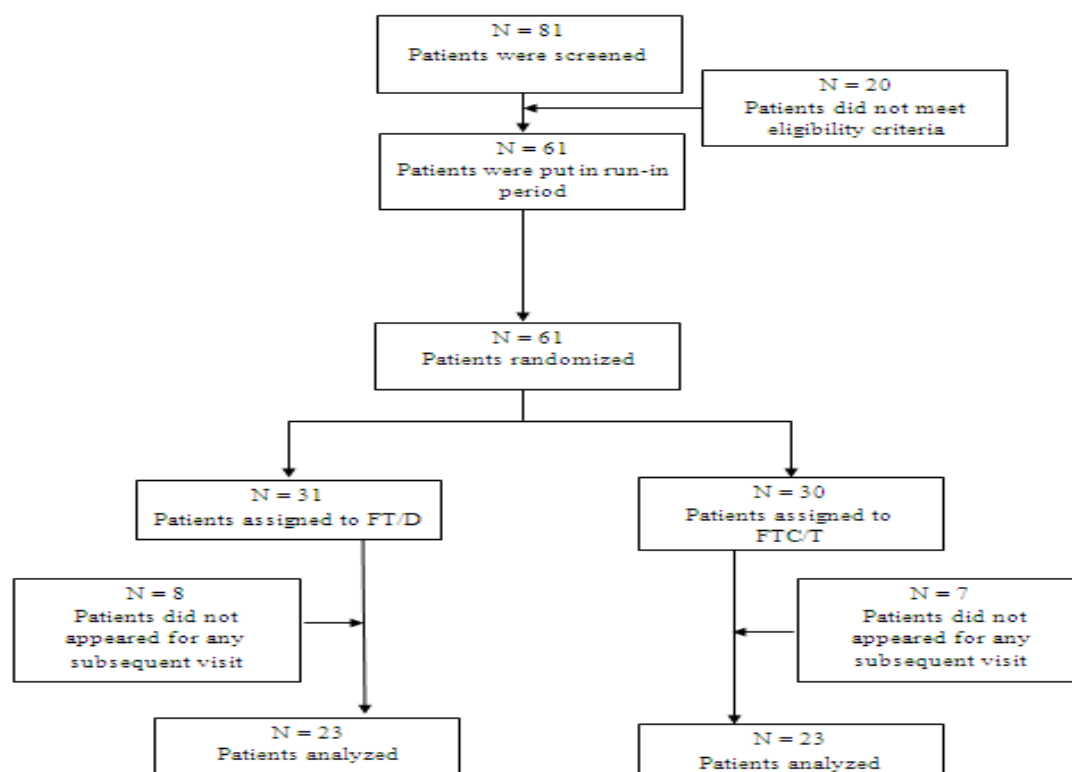 N = 81
Patients were screened
N = 20
Patients did not meet
eligibility criteria
N = 61
Patients were put in run-in
period
N = 61
Patients randomized
N = 31
Patients assigned to FT/D
N = 30
Patients assigned to
FTC/T
N = 8
Patients did not
appeared for any
subsequent visit
N = 7
Patients did not
appeared for any
subsequent visit
N = 23
Patients analyzed
N = 23
Patients analyzed